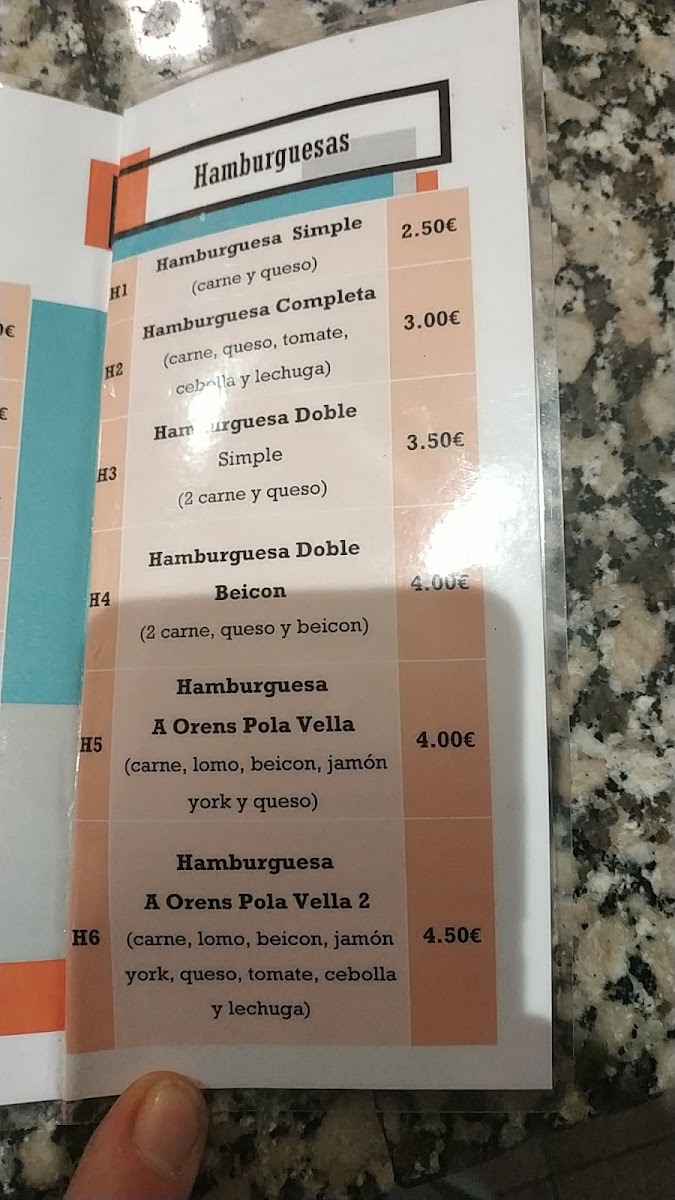 Hamburguesas
H1
Hamburguesa Simple
(carne y queso)
2.50€
H2
Hamburguesa Completa
(carne, queso, tomate,
cebolla y lechuga)
3.00€
H3
Hamburguesa Doble
Simple
(2 carne y queso)
3.50€
H4
Hamburguesa Doble
Beicon
(2 carne, queso y beicon)
4.00€
H5
Hamburguesa
A Orens Pola Vella
(carne, lomo, beicon, jamón
york y queso)
4.00€
H6
Hamburguesa
A Orens Pola Vella 2
(carne, lomo, beicon, jamón
york, queso, tomate, cebolla
y lechuga)
4.50€